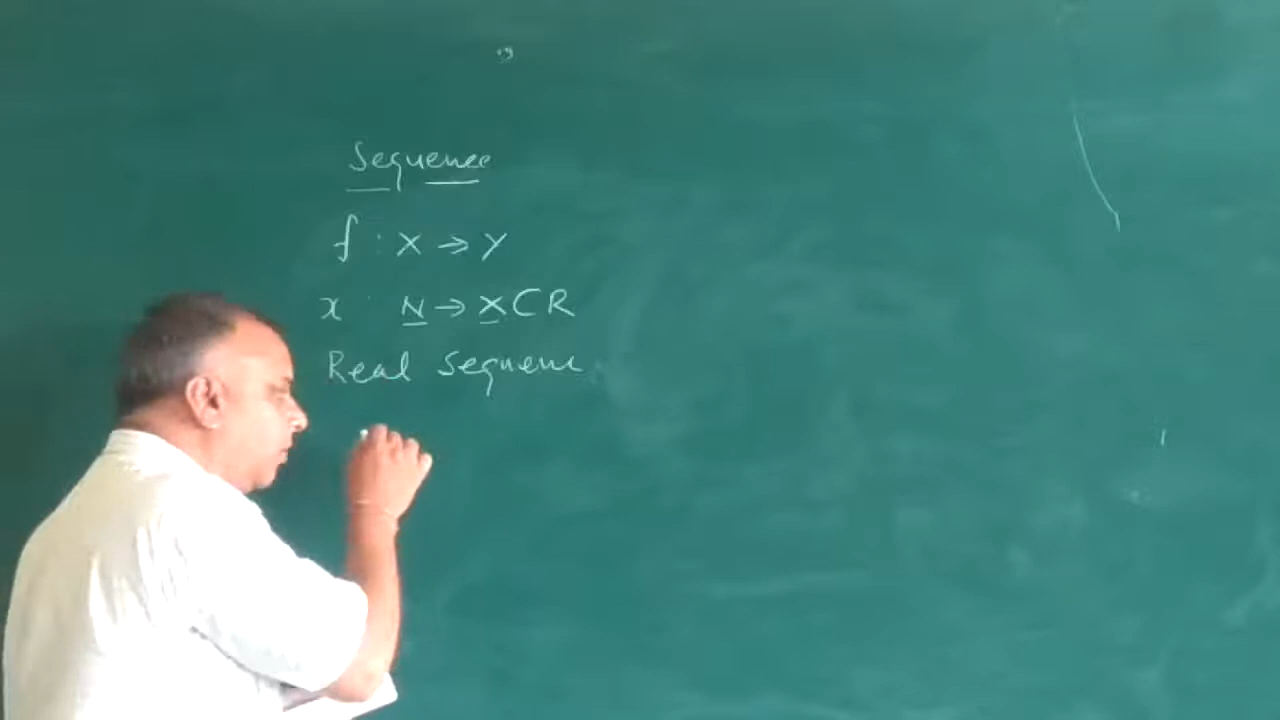 Sequence
f : X → Y
x : N → X ⊂ R
Real Sequence